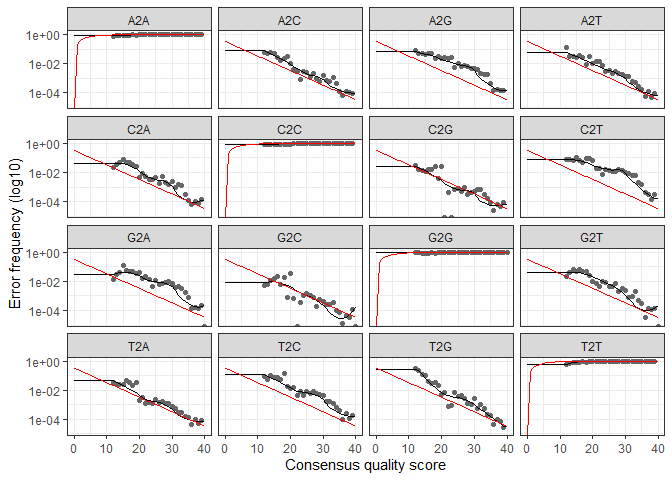 A2A A2C A2G A2T
1e+00
1e-02
1e-04
C2A C2C C2G C2T
1e+00
1e-02
1e-04
G2A G2C G2G G2T
1e+00
1e-02
1e-04
T2A T2C T2G T2T
1e+00
1e-02
1e-04
0 10 20 30 40 0 10 20 30 40 0 10 20 30 40 0 10 20 30 40
Consensus quality score
Error frequency (log10)